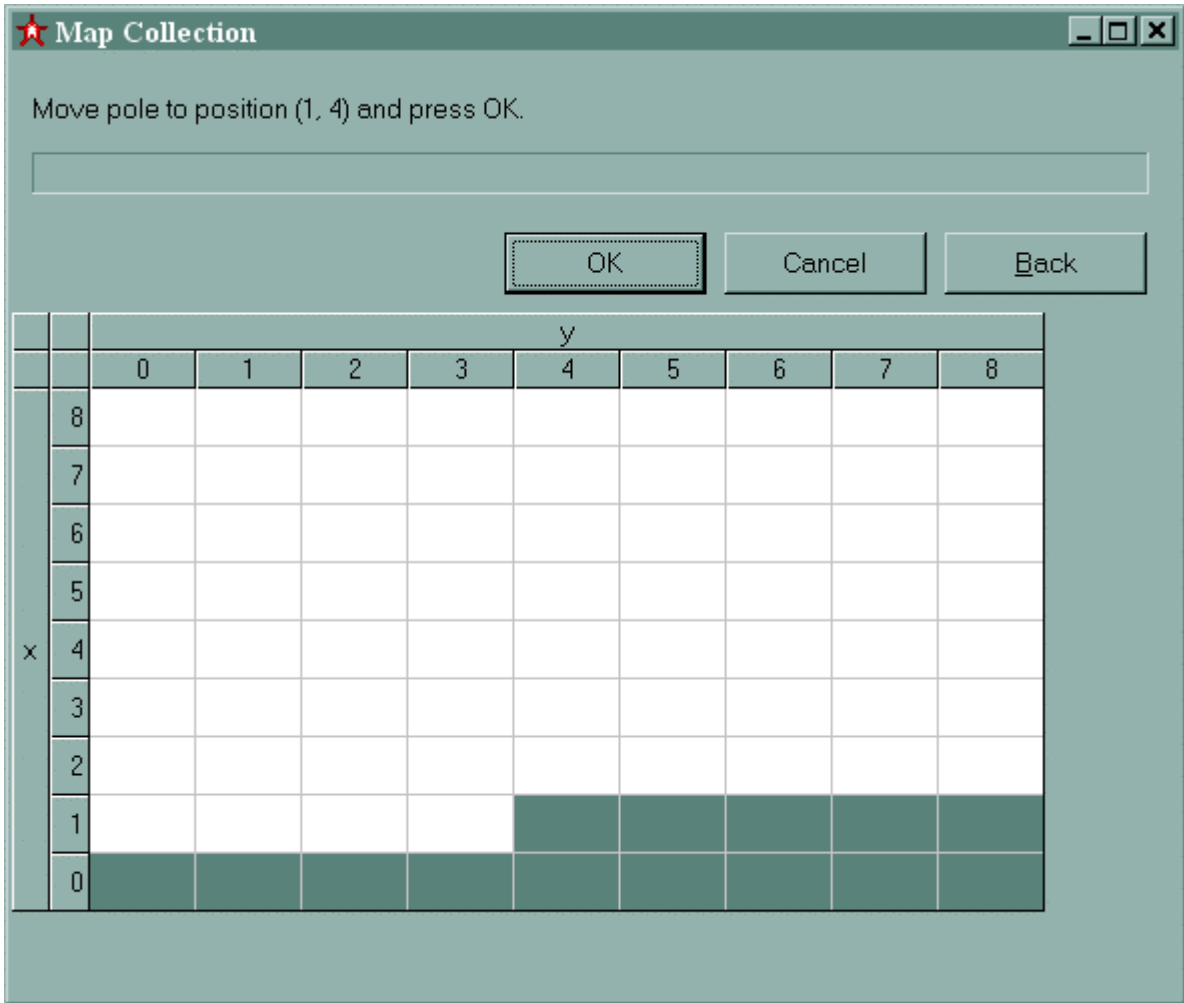 Map Collection
Move pole to position (1, 4) and press OK.
OK Cancel Back
y
0 1 2 3 4 5 6 7 8
8
7
6
5
x 4
3
2
1
0